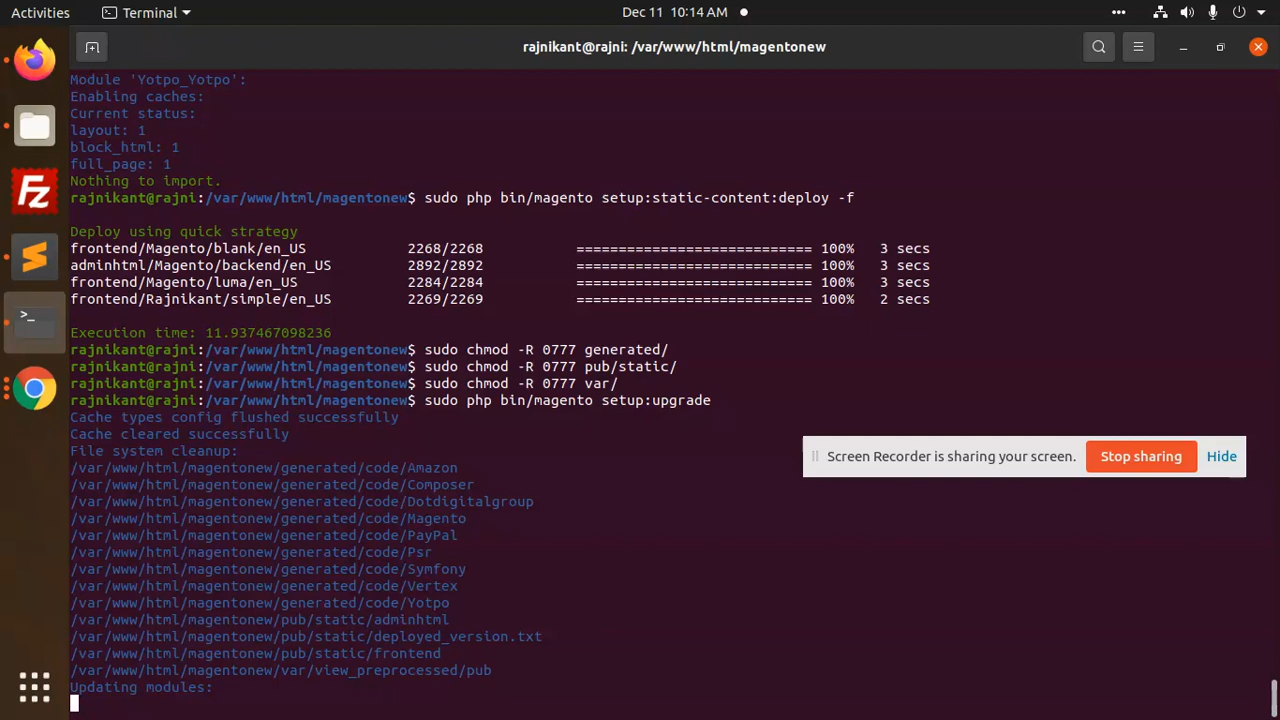 Activities
Terminal
Dec 11 10:14 AM
rajnikant@rajni: /var/www/html/magentonew
Module 'Yotpo_Yotpo':
Enabling caches:
Current status:
layout: 1
block_html: 1
full_page: 1
Nothing to import.
rajnikant@rajni:/var/www/html/magentonew$ sudo php bin/magento setup:static-content:deploy -f
Deploy using quick strategy
frontend/Magento/blank/en_US 2268/2268 ============================ 100% 3 secs
adminhtml/Magento/backend/en_US 2892/2892 ============================ 100% 3 secs
frontend/Magento/luma/en_US 2284/2284 ============================ 100% 3 secs
frontend/Rajnikant/simple/en_US 2269/2269 ============================ 100% 2 secs
Execution time: 11.937467098236
rajnikant@rajni:/var/www/html/magentonew$ sudo chmod -R 0777 generated/
rajnikant@rajni:/var/www/html/magentonew$ sudo chmod -R 0777 pub/static/
rajnikant@rajni:/var/www/html/magentonew$ sudo chmod -R 0777 var/
rajnikant@rajni:/var/www/html/magentonew$ sudo php bin/magento setup:upgrade
Cache types config flushed successfully
Cache cleared successfully
File system cleanup:
Screen Recorder is sharing your screen. Stop sharing Hide
/var/www/html/magentonew/generated/code/Amazon
/var/www/html/magentonew/generated/code/Composer
/var/www/html/magentonew/generated/code/Dotdigitalgroup
/var/www/html/magentonew/generated/code/Magento
/var/www/html/magentonew/generated/code/PayPal
/var/www/html/magentonew/generated/code/Psr
/var/www/html/magentonew/generated/code/Symfony
/var/www/html/magentonew/generated/code/Vertex
/var/www/html/magentonew/generated/code/Yotpo
/var/www/html/magentonew/pub/static/adminhtml
/var/www/html/magentonew/pub/static/deployed_version.txt
/var/www/html/magentonew/pub/static/frontend
/var/www/html/magentonew/var/view_preprocessed/pub
Updating modules: